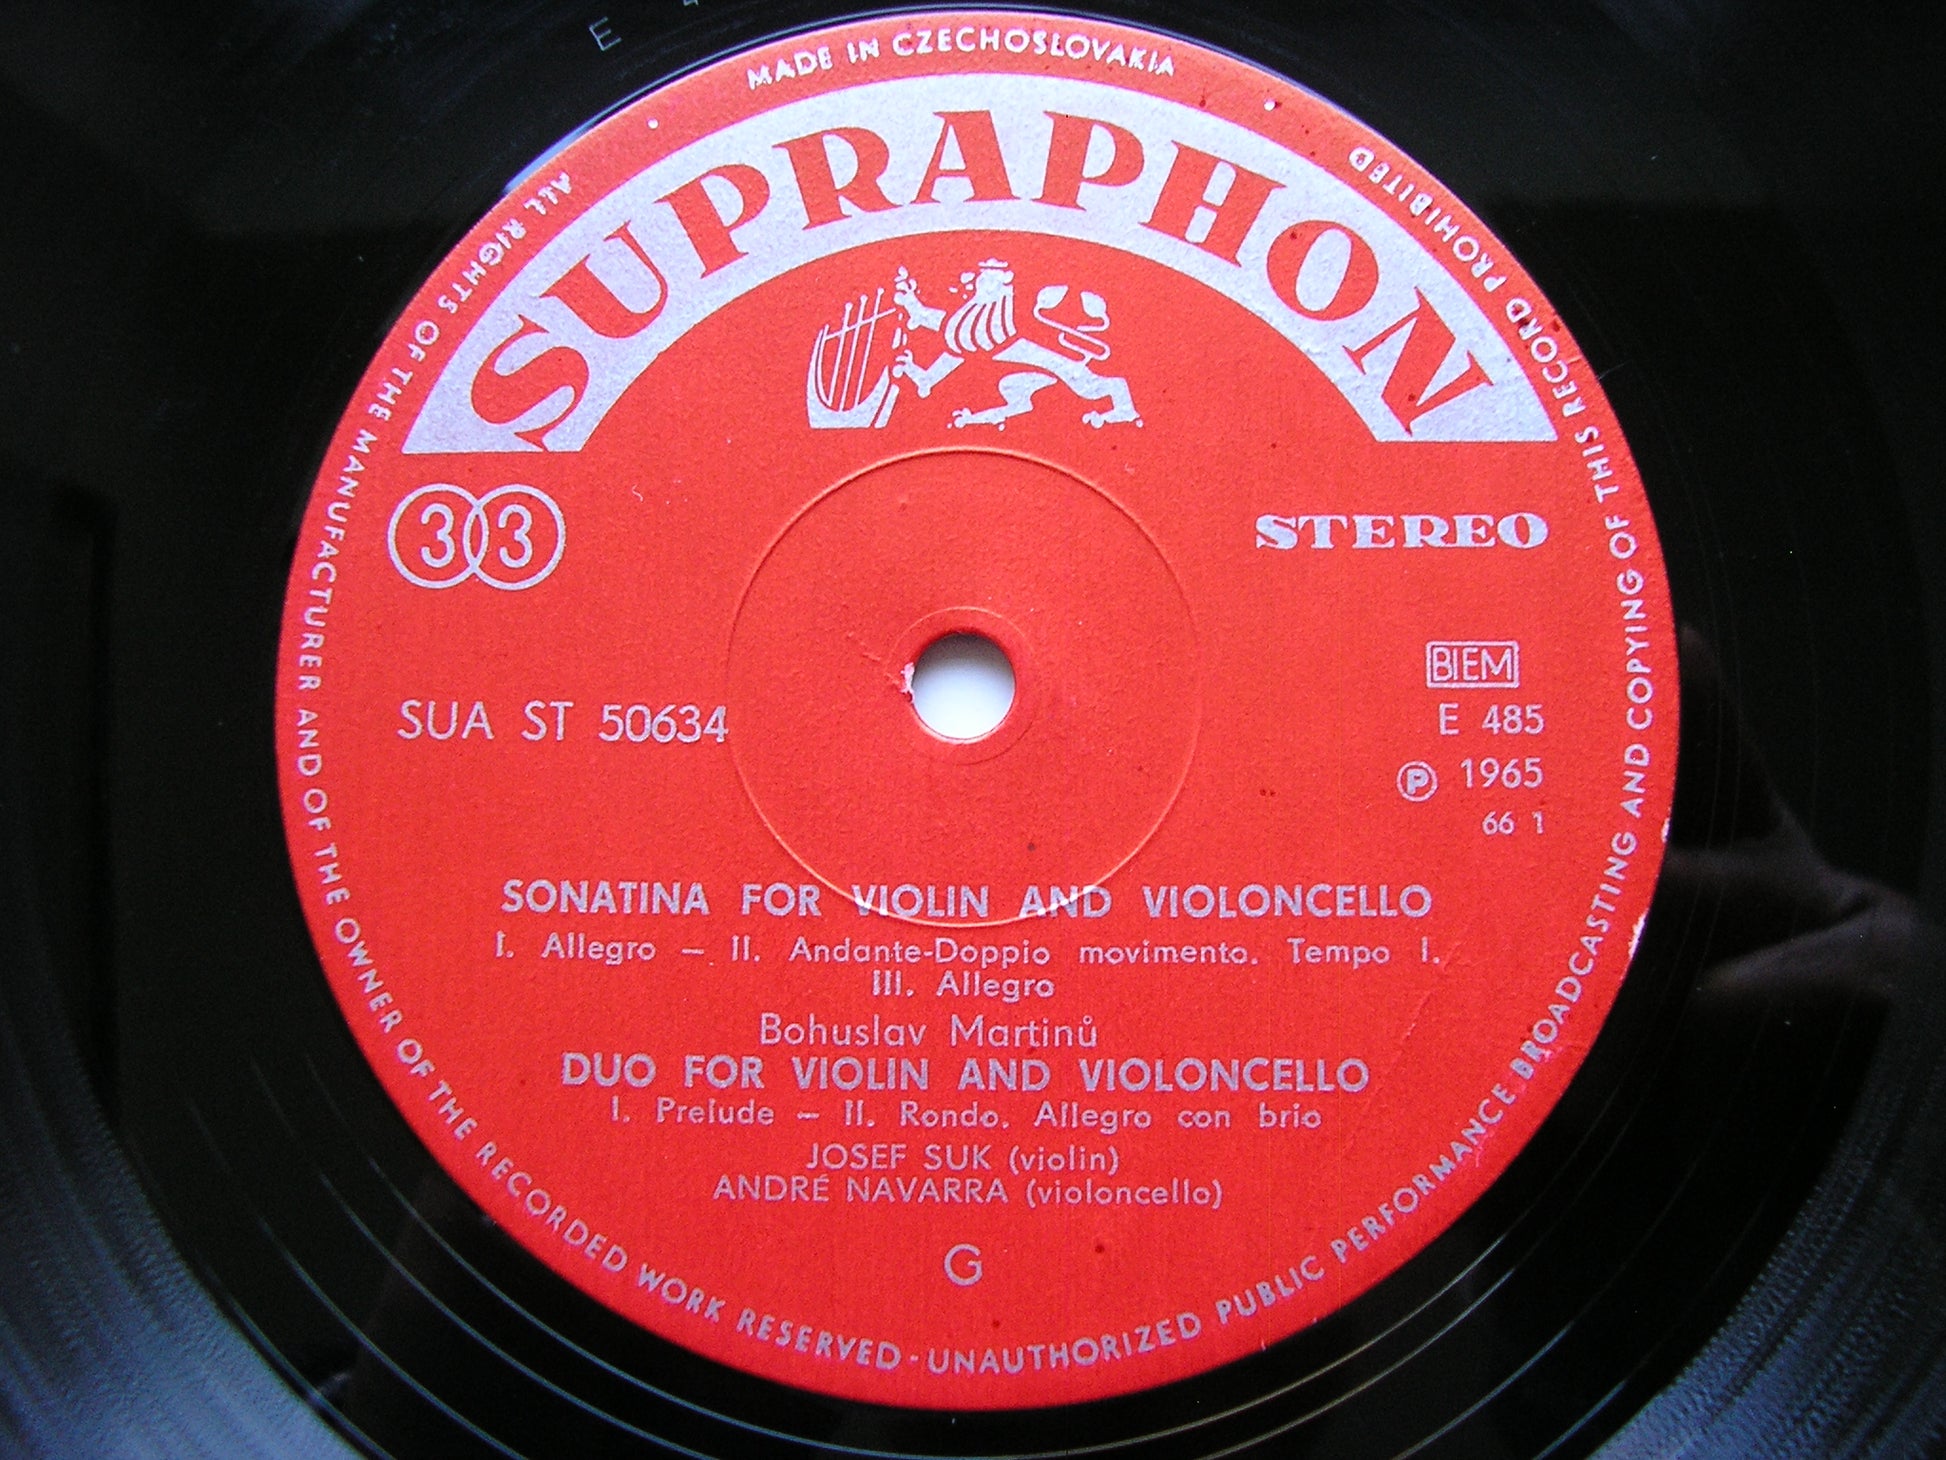 E
MADE IN CZECHOSLOVAKIA
SUPRAPHON
33
STEREO
BIEM
SUA ST 50634
E 485
Ⓟ 1965
66 1
SONATINA FOR VIOLIN AND VIOLONCELLO
I. Allegro – II. Andante-Doppio movimento. Tempo I.
III. Allegro
Bohuslav Martinů
DUO FOR VIOLIN AND VIOLONCELLO
I. Prelude – II. Rondo. Allegro con brio
JOSEF SUK (violin)
ANDRÉ NAVARRA (violoncello)
G
ALL RIGHTS OF THE MANUFACTURER AND OF THE OWNER OF THE RECORDED WORK RESERVED - UNAUTHORIZED PUBLIC PERFORMANCE BROADCASTING AND COPYING OF THIS RECORD PROHIBITED